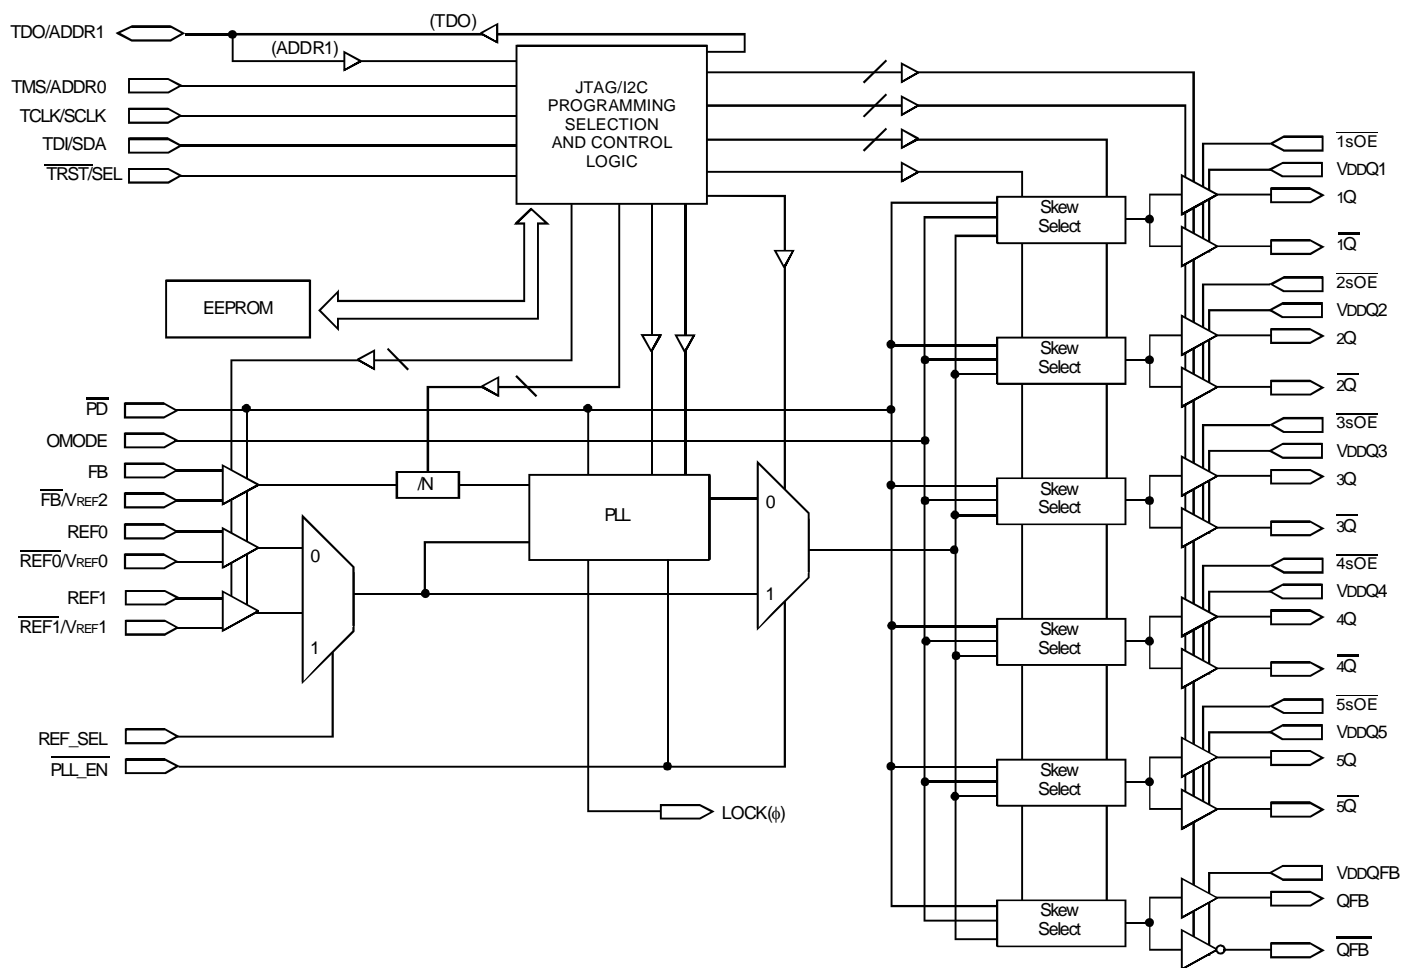 TDO/ADDR1
(TDO)
(ADDR1)
TMS/ADDR0
TCLK/SCLK
TDI/SDA
TRST/SEL
JTAG/I2C
PROGRAMMING
SELECTION
AND CONTROL
LOGIC
EEPROM
PD
OMODE
FB
FB/VREF2
REF0
REF0/VREF0
REF1
REF1/VREF1
REF_SEL
PLL_EN
/N
PLL
0
1
0
1
LOCK(ϕ)
Skew
Select
Skew
Select
Skew
Select
Skew
Select
Skew
Select
Skew
Select
1sOE
VDDQ1
1Q
1Q
2sOE
VDDQ2
2Q
2Q
3sOE
VDDQ3
3Q
3Q
4sOE
VDDQ4
4Q
4Q
5sOE
VDDQ5
5Q
5Q
VDDQFB
QFB
QFB